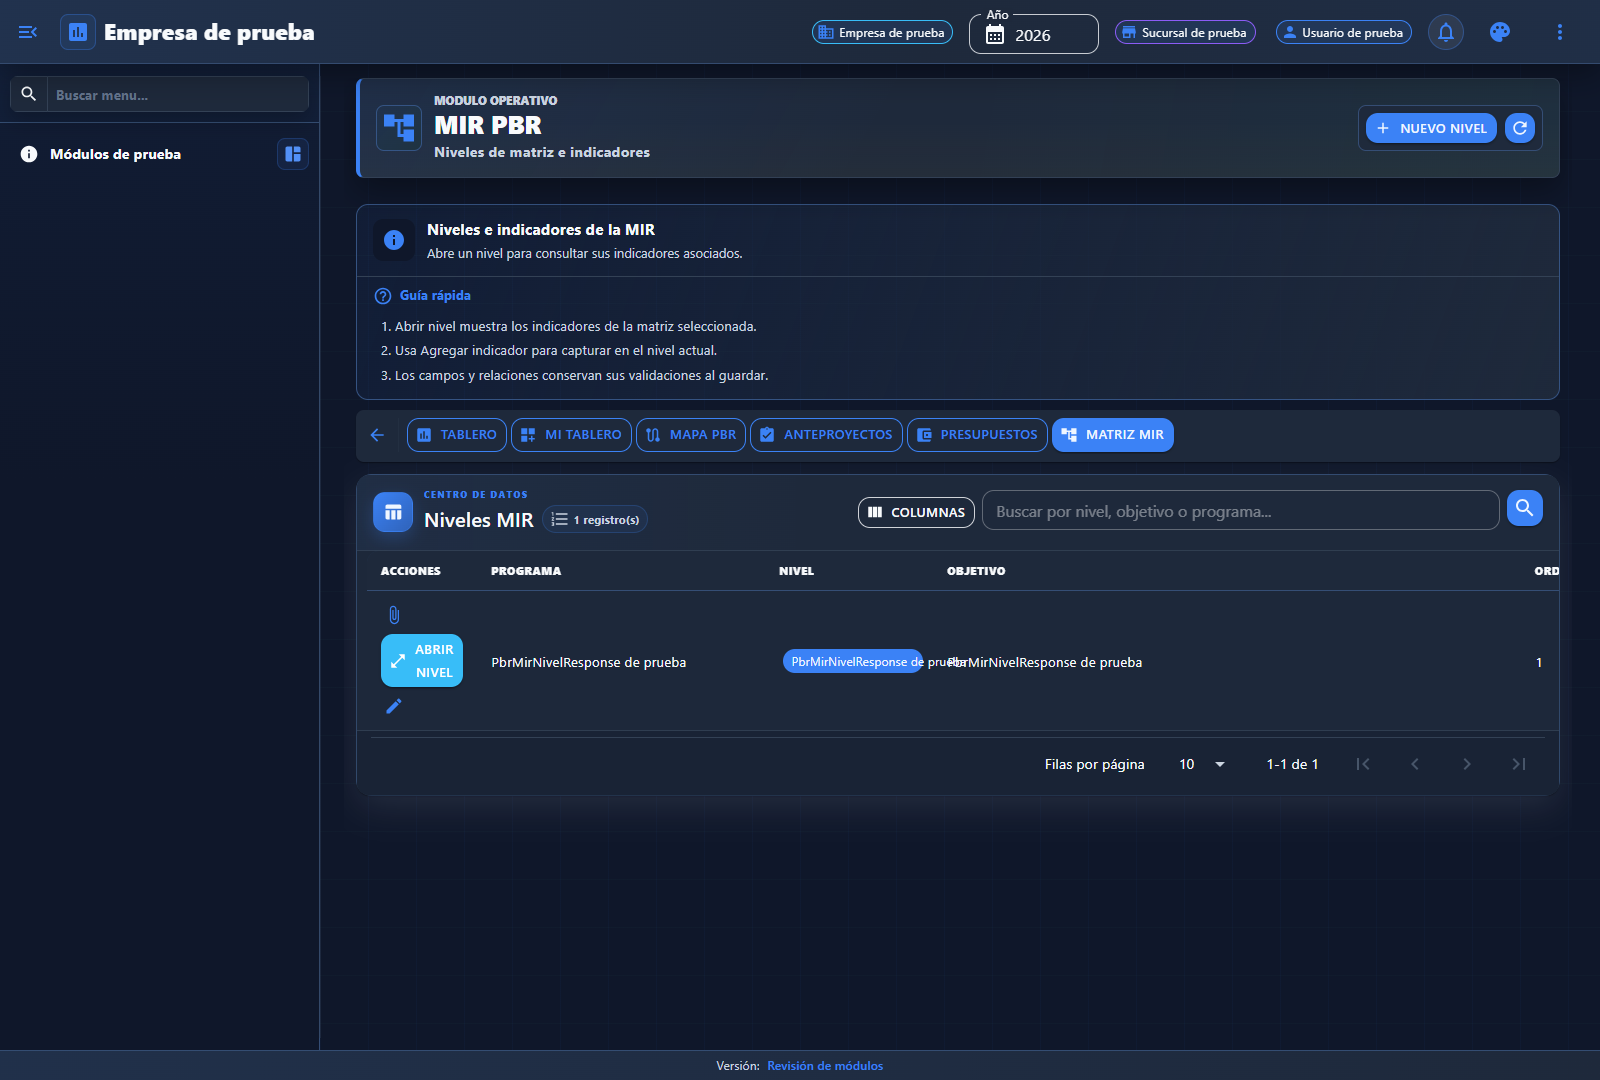 Empresa de prueba
Empresa de prueba
Año
2026
Sucursal de prueba
Usuario de prueba
Buscar menu...
Módulos de prueba
MODULO OPERATIVO
MIR PBR
Niveles de matriz e indicadores
NUEVO NIVEL
Niveles e indicadores de la MIR
Abre un nivel para consultar sus indicadores asociados.
Guía rápida
1. Abrir nivel muestra los indicadores de la matriz seleccionada.
2. Usa Agregar indicador para capturar en el nivel actual.
3. Los campos y relaciones conservan sus validaciones al guardar.
TABLERO
MI TABLERO
MAPA PBR
ANTEPROYECTOS
PRESUPUESTOS
MATRIZ MIR
CENTRO DE DATOS
Niveles MIR
1 registro(s)
COLUMNAS
Buscar por nivel, objetivo o programa...
ACCIONES PROGRAMA NIVEL OBJETIVO ORD
ABRIR
NIVEL
PbrMirNivelResponse de prueba
PbrMirNivelResponse de prueba
PbrMirNivelResponse de prueba
1
Filas por página 10 1-1 de 1
Versión: Revisión de módulos